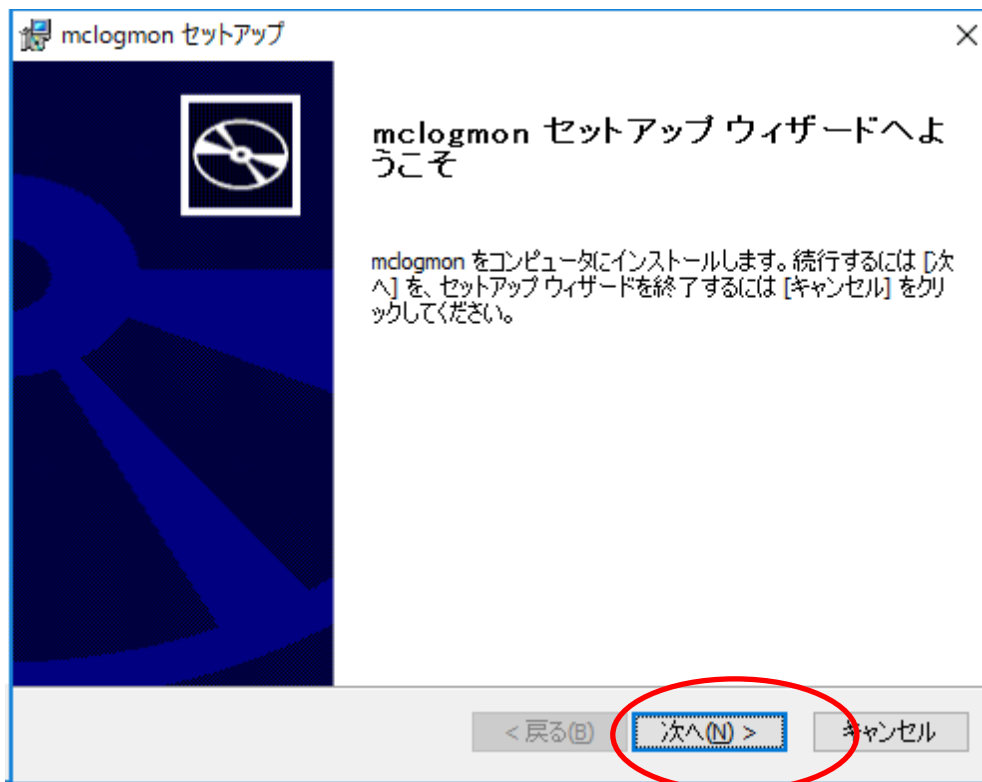 mclogmon セットアップ
mclogmon セットアップ ウィザードへよ
うこそ
mclogmon をコンピュータにインストールします。続行するには [次
へ] を、セットアップ ウィザードを終了するには [キャンセル] をクリ
ックしてください。
< 戻る(B) 次へ(N) > キャンセル